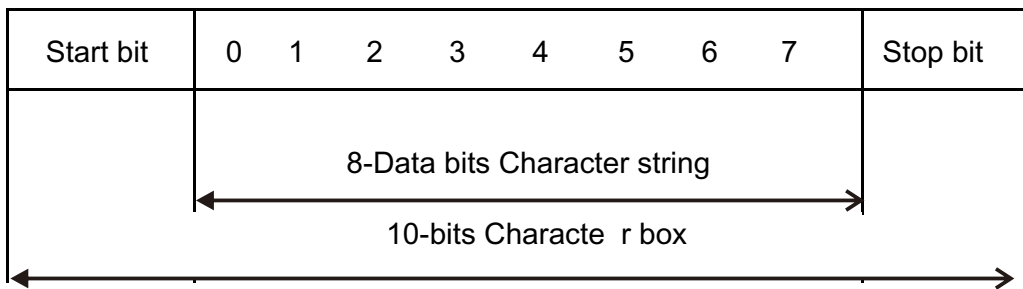 Start bit 0 1 2 3 4 5 6 7 Stop bit
8-Data bits Character string
10-bits Characte r box